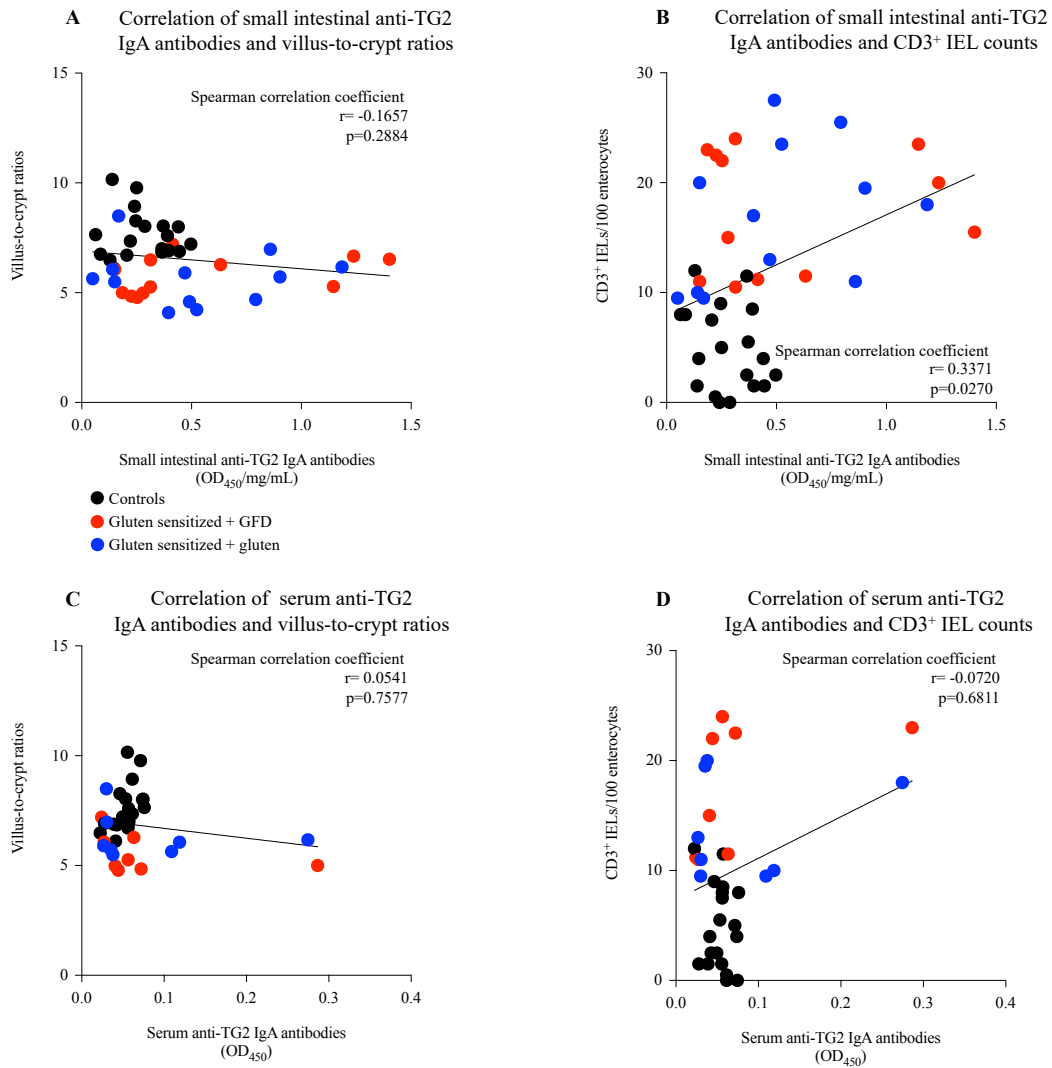 A
Correlation of small intestinal anti-TG2
IgA antibodies and villus-to-crypt ratios
15
10
5
0
Villus-to-crypt ratios
Spearman correlation coefficient
r= -0.1657
p=0.2884
0.0 0.5 1.0 1.5
Small intestinal anti-TG2 IgA antibodies
(OD450/mg/mL)
Controls
Gluten sensitized + GFD
Gluten sensitized + gluten
B
Correlation of small intestinal anti-TG2
IgA antibodies and CD3+ IEL counts
30
20
10
0
CD3+ IELs/100 enterocytes
Spearman correlation coefficient
r= 0.3371
p=0.0270
0.0 0.5 1.0 1.5
Small intestinal anti-TG2 IgA antibodies
(OD450/mg/mL)
C
Correlation of serum anti-TG2
IgA antibodies and villus-to-crypt ratios
15
10
5
0
Villus-to-crypt ratios
Spearman correlation coefficient
r= 0.0541
p=0.7577
0.0 0.1 0.2 0.3 0.4
Serum anti-TG2 IgA antibodies
(OD450)
D
Correlation of serum anti-TG2
IgA antibodies and CD3+ IEL counts
30
20
10
0
CD3+ IELs/100 enterocytes
Spearman correlation coefficient
r= -0.0720
p=0.6811
0.0 0.1 0.2 0.3 0.4
Serum anti-TG2 IgA antibodies
(OD450)